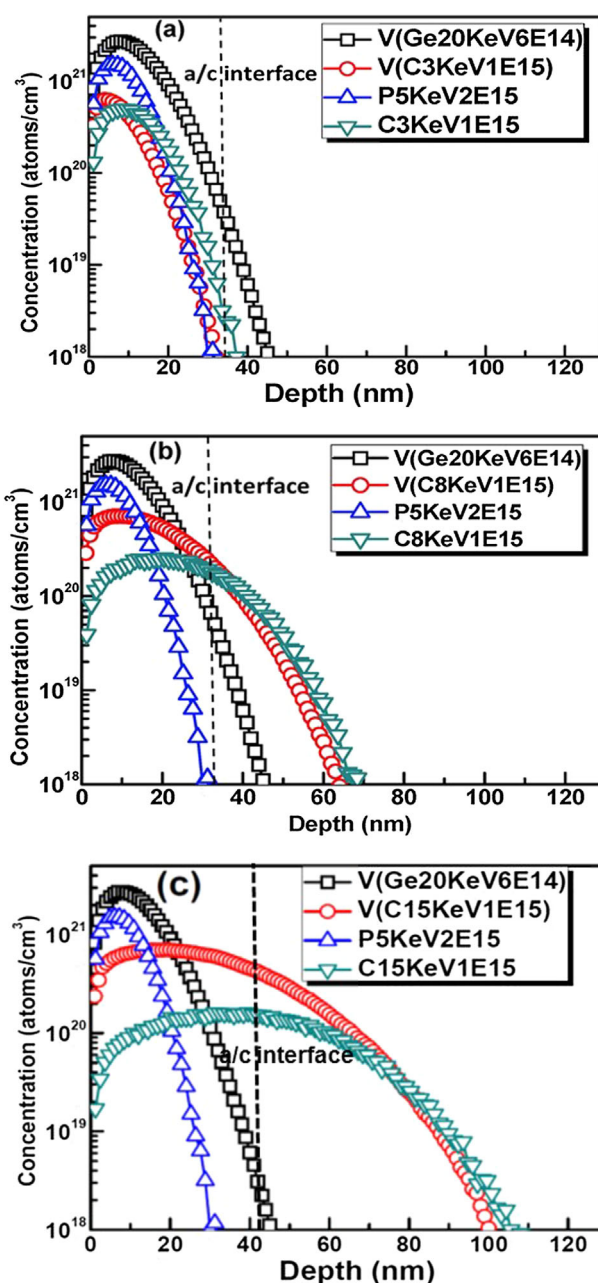 (a)
V(Ge20KeV6E14)
V(C3KeV1E15)
P5KeV2E15
C3KeV1E15
a/c interface
Concentration (atoms/cm³)
10²¹
10²⁰
10¹⁹
10¹⁸
0 20 40 60 80 100 120
Depth (nm)
(b)
V(Ge20KeV6E14)
V(C8KeV1E15)
P5KeV2E15
C8KeV1E15
a/c interface
Concentration (atoms/cm³)
10²¹
10²⁰
10¹⁹
10¹⁸
0 20 40 60 80 100 120
Depth (nm)
(c)
V(Ge20KeV6E14)
V(C15KeV1E15)
P5KeV2E15
C15KeV1E15
a/c interface
Concentration (atoms/cm³)
10²¹
10²⁰
10¹⁹
10¹⁸
0 20 40 60 80 100 120
Depth (nm)